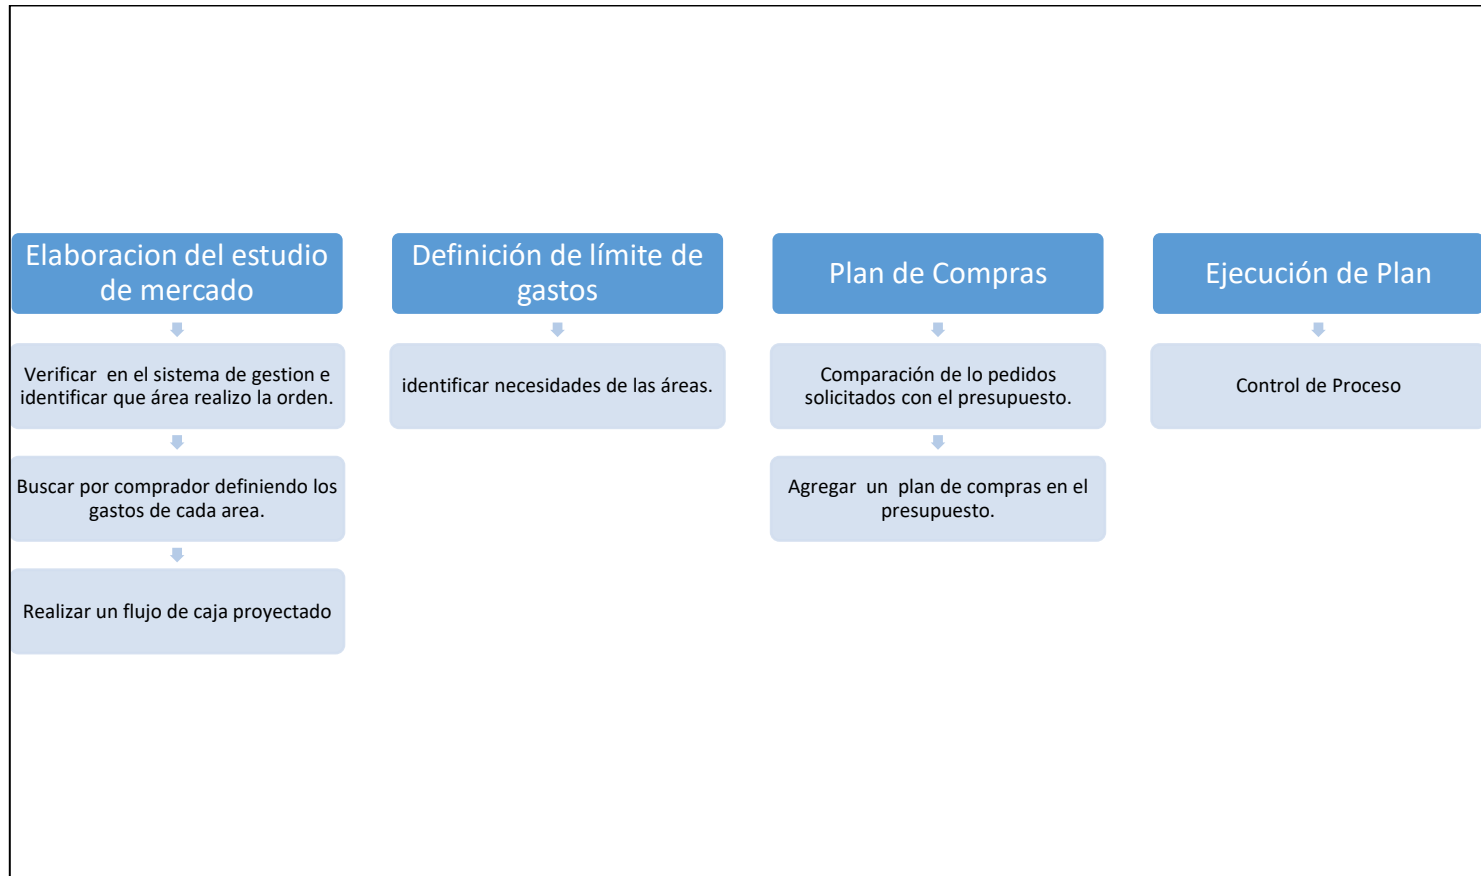 Elaboracion del estudio
de mercado
Verificar en el sistema de gestion e
identificar que área realizo la orden.
Buscar por comprador definiendo los
gastos de cada area.
Realizar un flujo de caja proyectado
Definición de límite de
gastos
identificar necesidades de las áreas.
Plan de Compras
Comparación de lo pedidos
solicitados con el presupuesto.
Agregar un plan de compras en el
presupuesto.
Ejecución de Plan
Control de Proceso